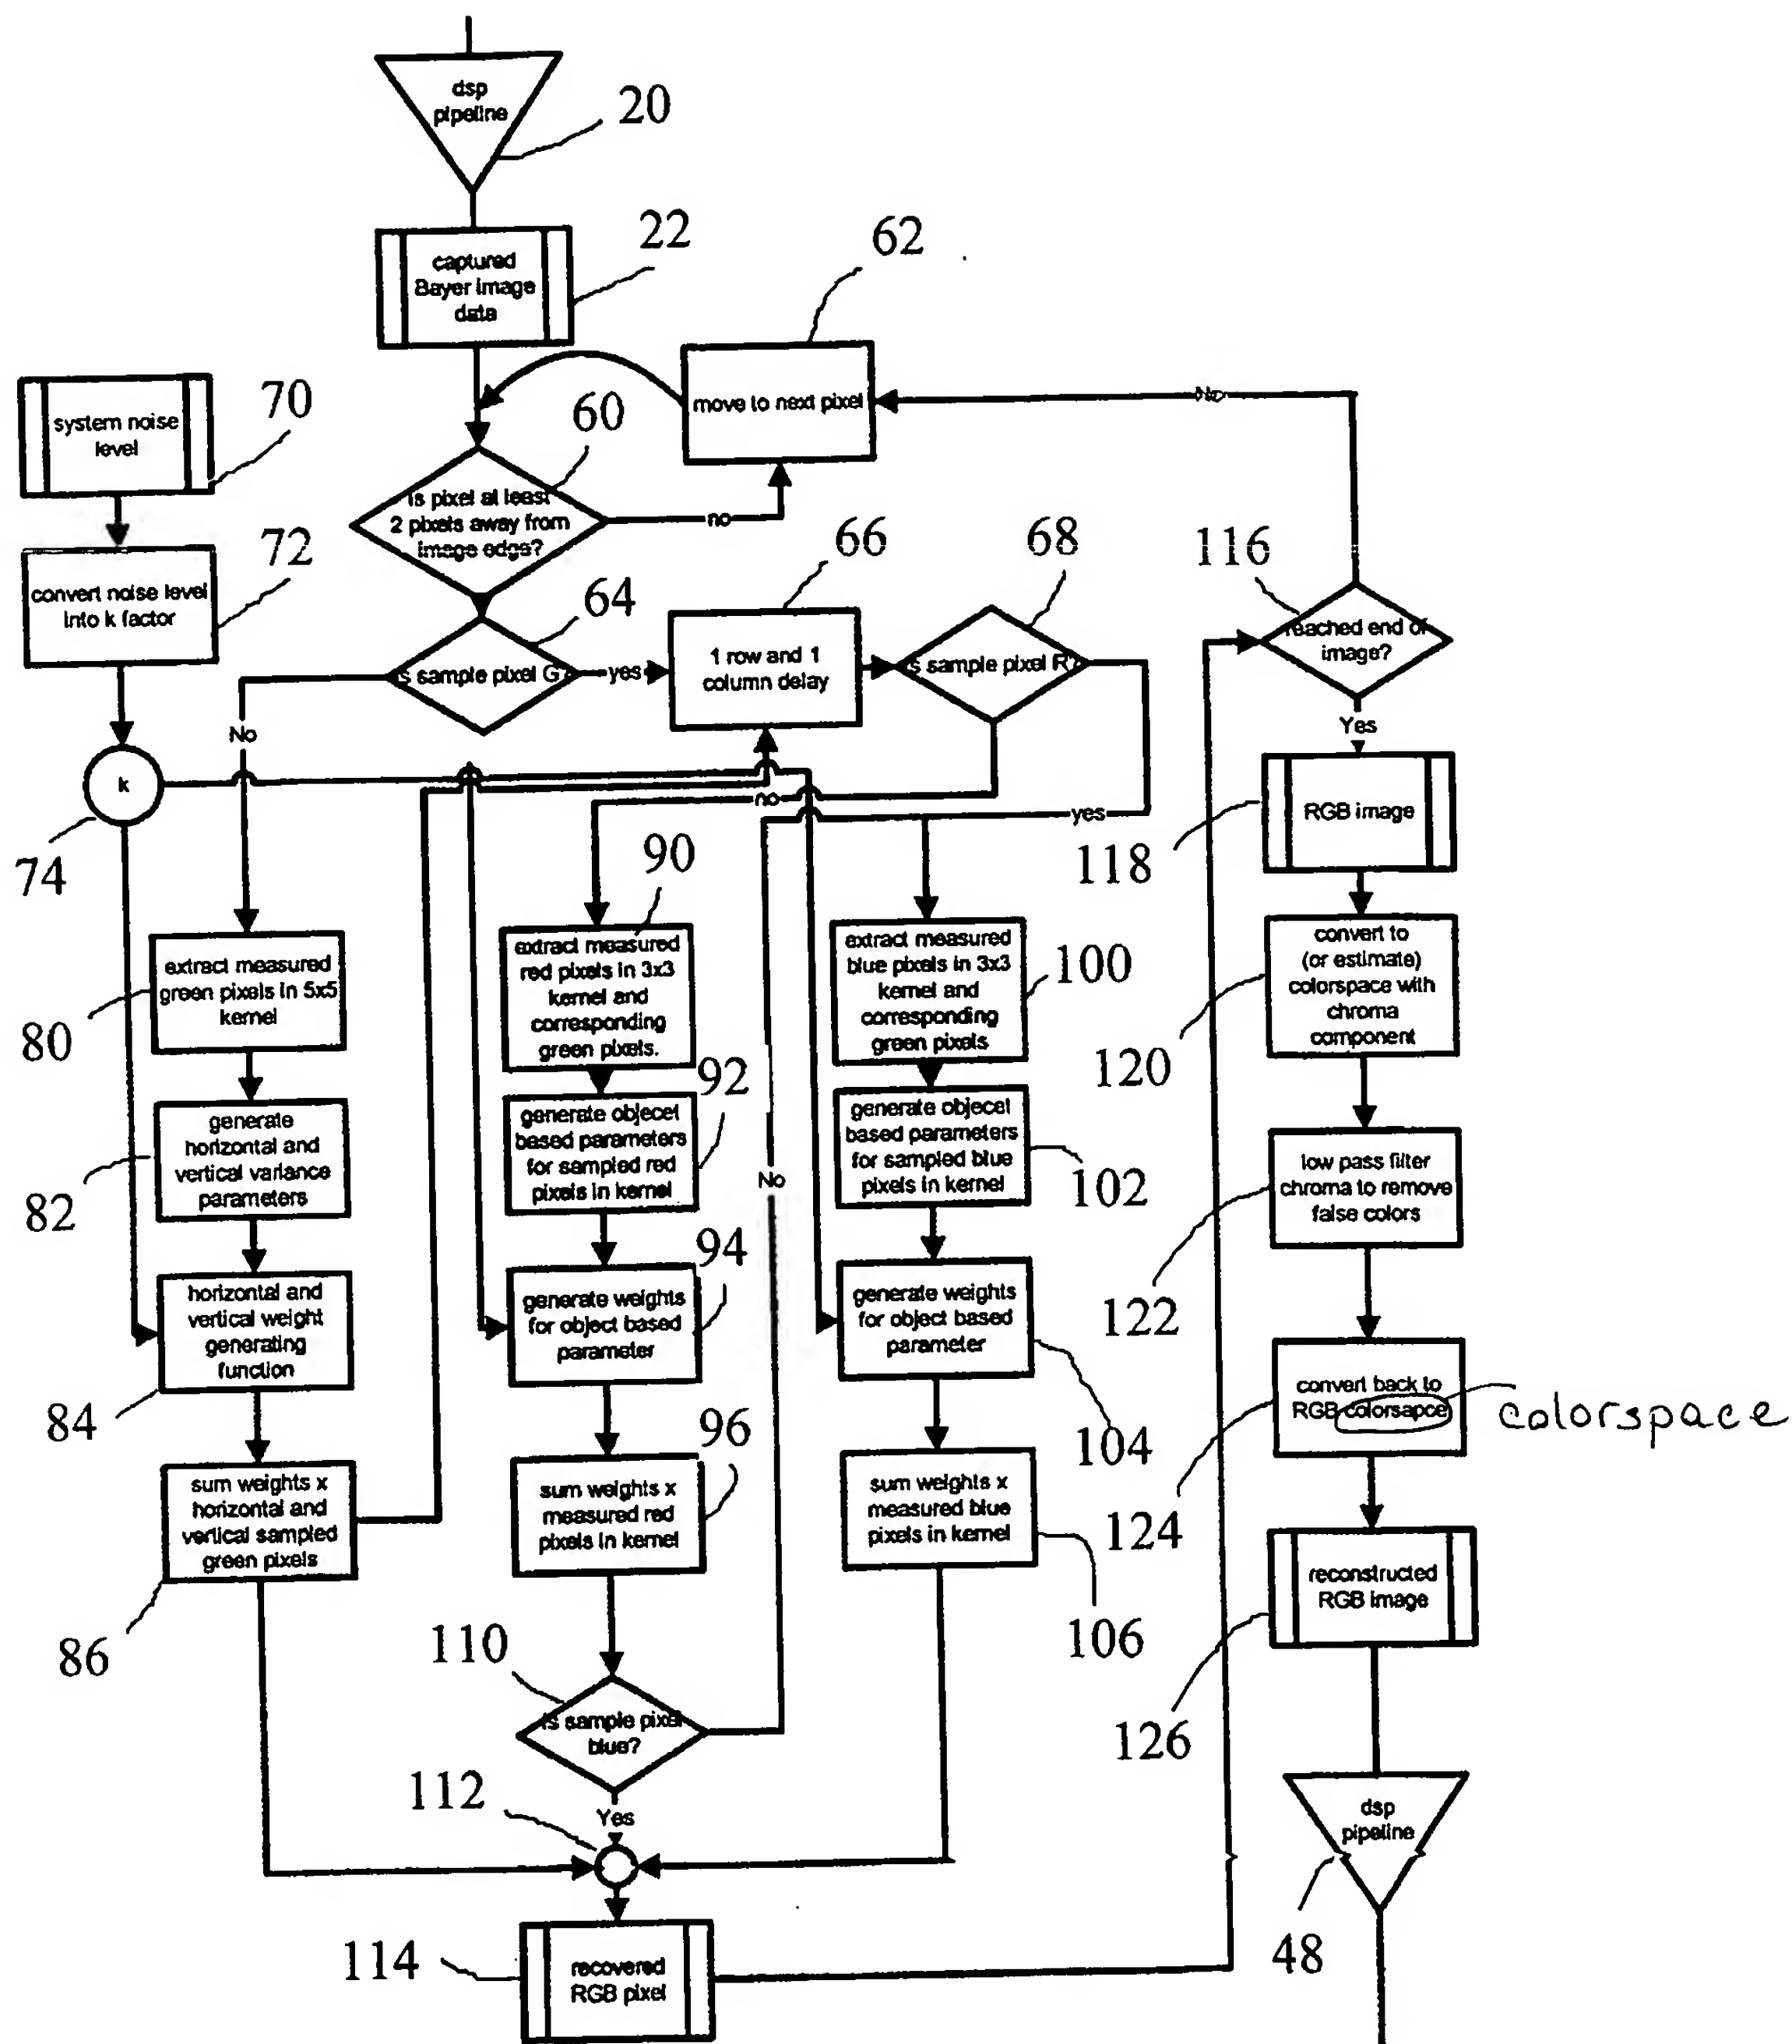 dsp
pipeline
20
captured
Bayer image
data
22
62
move to next pixel
No
system noise
level
70
60
is pixel at least
2 pixels away from
image edge?
no
convert noise level
into k factor
72
64
is sample pixel G?
yes
No
66
1 row and 1
column delay
68
is sample pixel R?
no
yes
116
reached end of
image?
Yes
k
74
RGB image
118
extract measured
green pixels in 5x5
kernel
80
90
extract measured
red pixels in 3x3
kernel and
corresponding
green pixels.
extract measured
blue pixels in 3x3
kernel and
corresponding
green pixels
100
convert to
(or estimate)
colorspace with
chroma
component
120
generate
horizontal and
vertical variance
parameters
82
92
generate objecet
based parameters
for sampled red
pixels in kernel
No
generate objecet
based parameters
for sampled blue
pixels in kernel
102
low pass filter
chroma to remove
false colors
122
horizontal and
vertical weight
generating
function
84
94
generate weights
for object based
parameter
generate weights
for object based
parameter
104
convert back to
RGB colorsapce
colorspace
124
sum weights x
horizontal and
vertical sampled
green pixels
86
96
sum weights x
measured red
pixels in kernel
sum weights x
measured blue
pixels in kernel
106
reconstructed
RGB image
126
110
is sample pixel
blue?
Yes
112
dsp
pipeline
48
114
recovered
RGB pixel